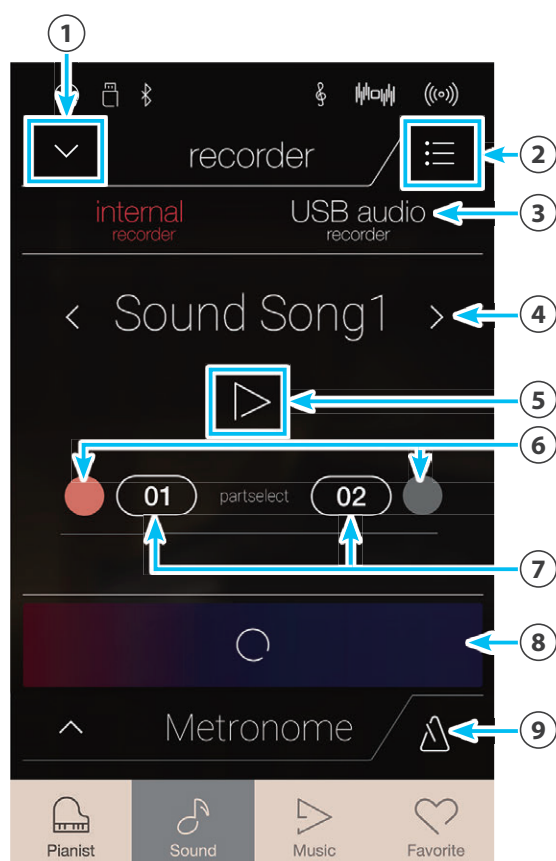 1
recorder
2
internal
recorder
USB audio
recorder
3
Sound Song1
4
5
6
01
partselect
02
7
8
Metronome
9
Pianist
Sound
Music
Favorite